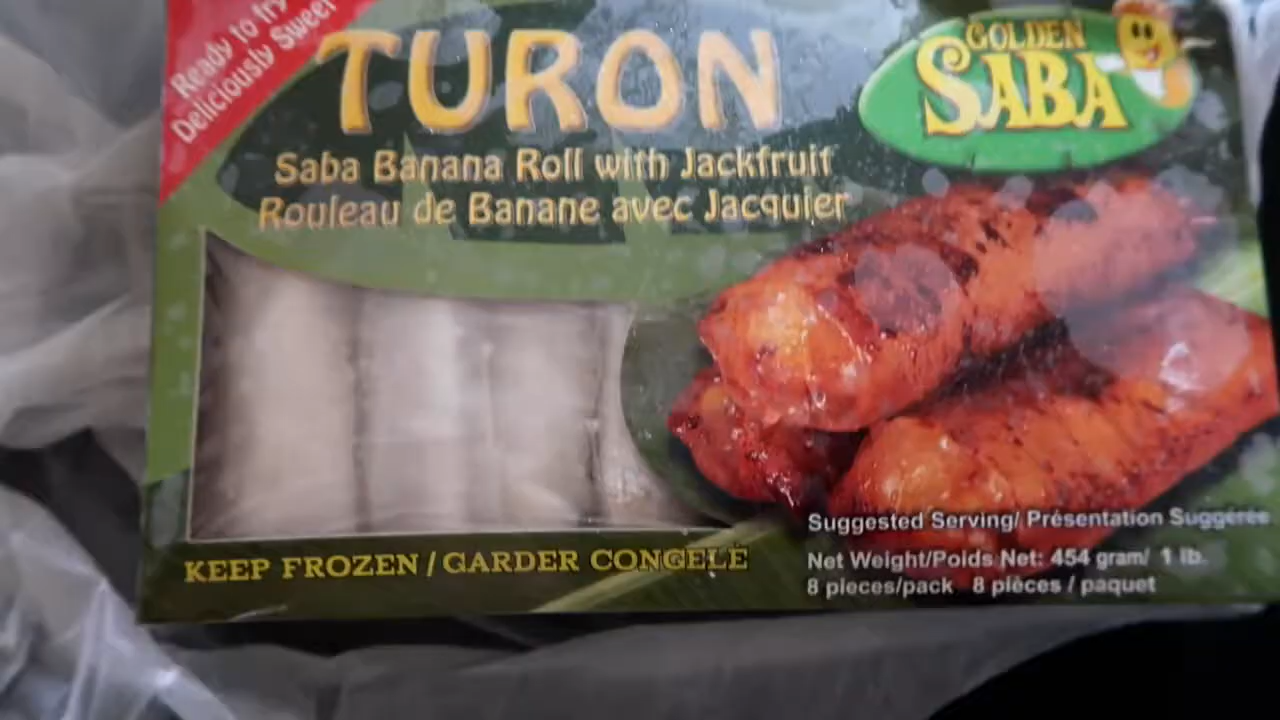 Ready to fry
Deliciously Sweet
TURON
GOLDEN
SABA
Saba Banana Roll with Jackfruit
Rouleau de Banane avec Jacquier
Suggested Serving/ Présentation Suggérée
KEEP FROZEN / GARDER CONGELÉ
Net Weight/Poids Net: 454 gram/ 1 lb.
8 pieces/pack 8 pièces / paquet